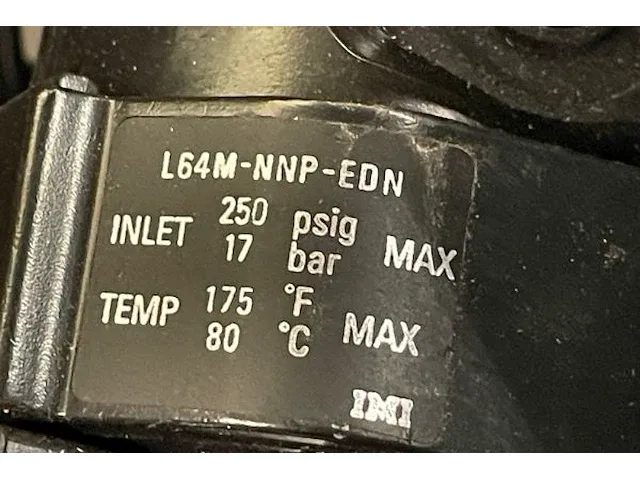 L64M-NNP-EDN
INLET 250 psig MAX
17 bar
TEMP 175 °F MAX
80 °C
IMI